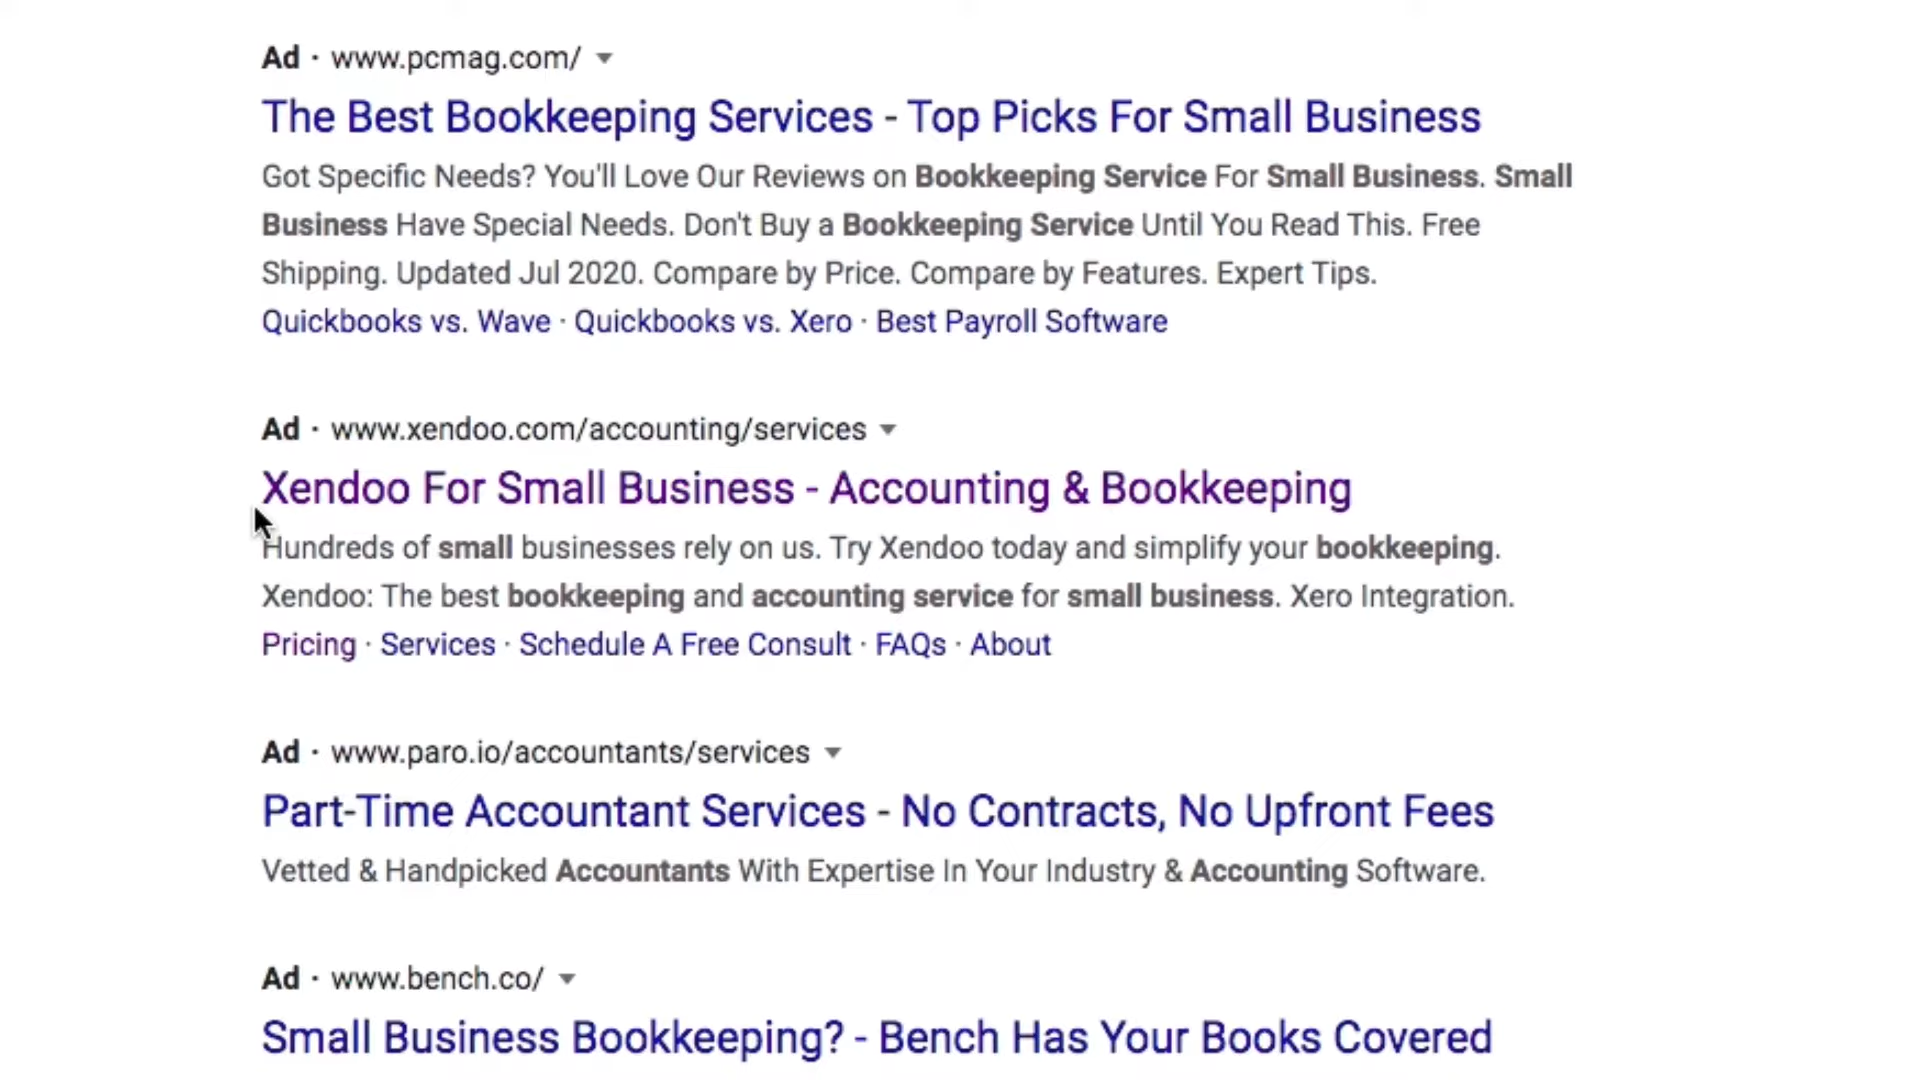 Ad · www.pcmag.com/
The Best Bookkeeping Services - Top Picks For Small Business
Got Specific Needs? You'll Love Our Reviews on Bookkeeping Service For Small Business. Small
Business Have Special Needs. Don't Buy a Bookkeeping Service Until You Read This. Free
Shipping. Updated Jul 2020. Compare by Price. Compare by Features. Expert Tips.
Quickbooks vs. Wave · Quickbooks vs. Xero · Best Payroll Software
Ad · www.xendoo.com/accounting/services
Xendoo For Small Business - Accounting & Bookkeeping
Hundreds of small businesses rely on us. Try Xendoo today and simplify your bookkeeping.
Xendoo: The best bookkeeping and accounting service for small business. Xero Integration.
Pricing · Services · Schedule A Free Consult · FAQs · About
Ad · www.paro.io/accountants/services
Part-Time Accountant Services - No Contracts, No Upfront Fees
Vetted & Handpicked Accountants With Expertise In Your Industry & Accounting Software.
Ad · www.bench.co/
Small Business Bookkeeping? - Bench Has Your Books Covered